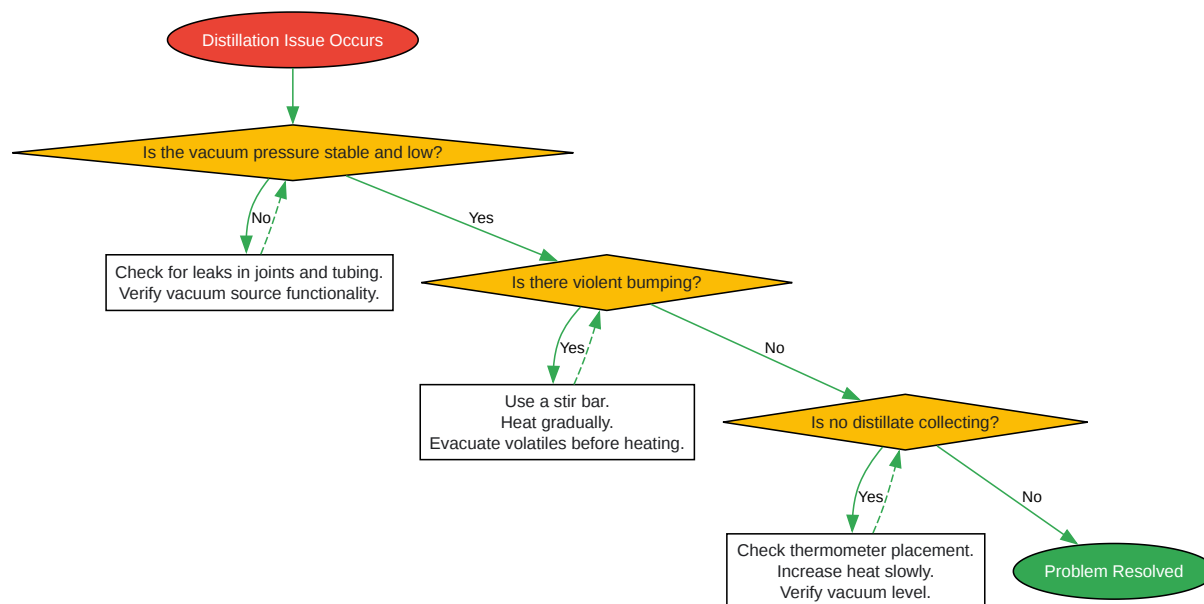 Distillation Issue Occurs
Is the vacuum pressure stable and low?
No
Yes
Check for leaks in joints and tubing.
Verify vacuum source functionality.
Is there violent bumping?
Yes
No
Use a stir bar.
Heat gradually.
Evacuate volatiles before heating.
Is no distillate collecting?
Yes
No
Check thermometer placement.
Increase heat slowly.
Verify vacuum level.
Problem Resolved